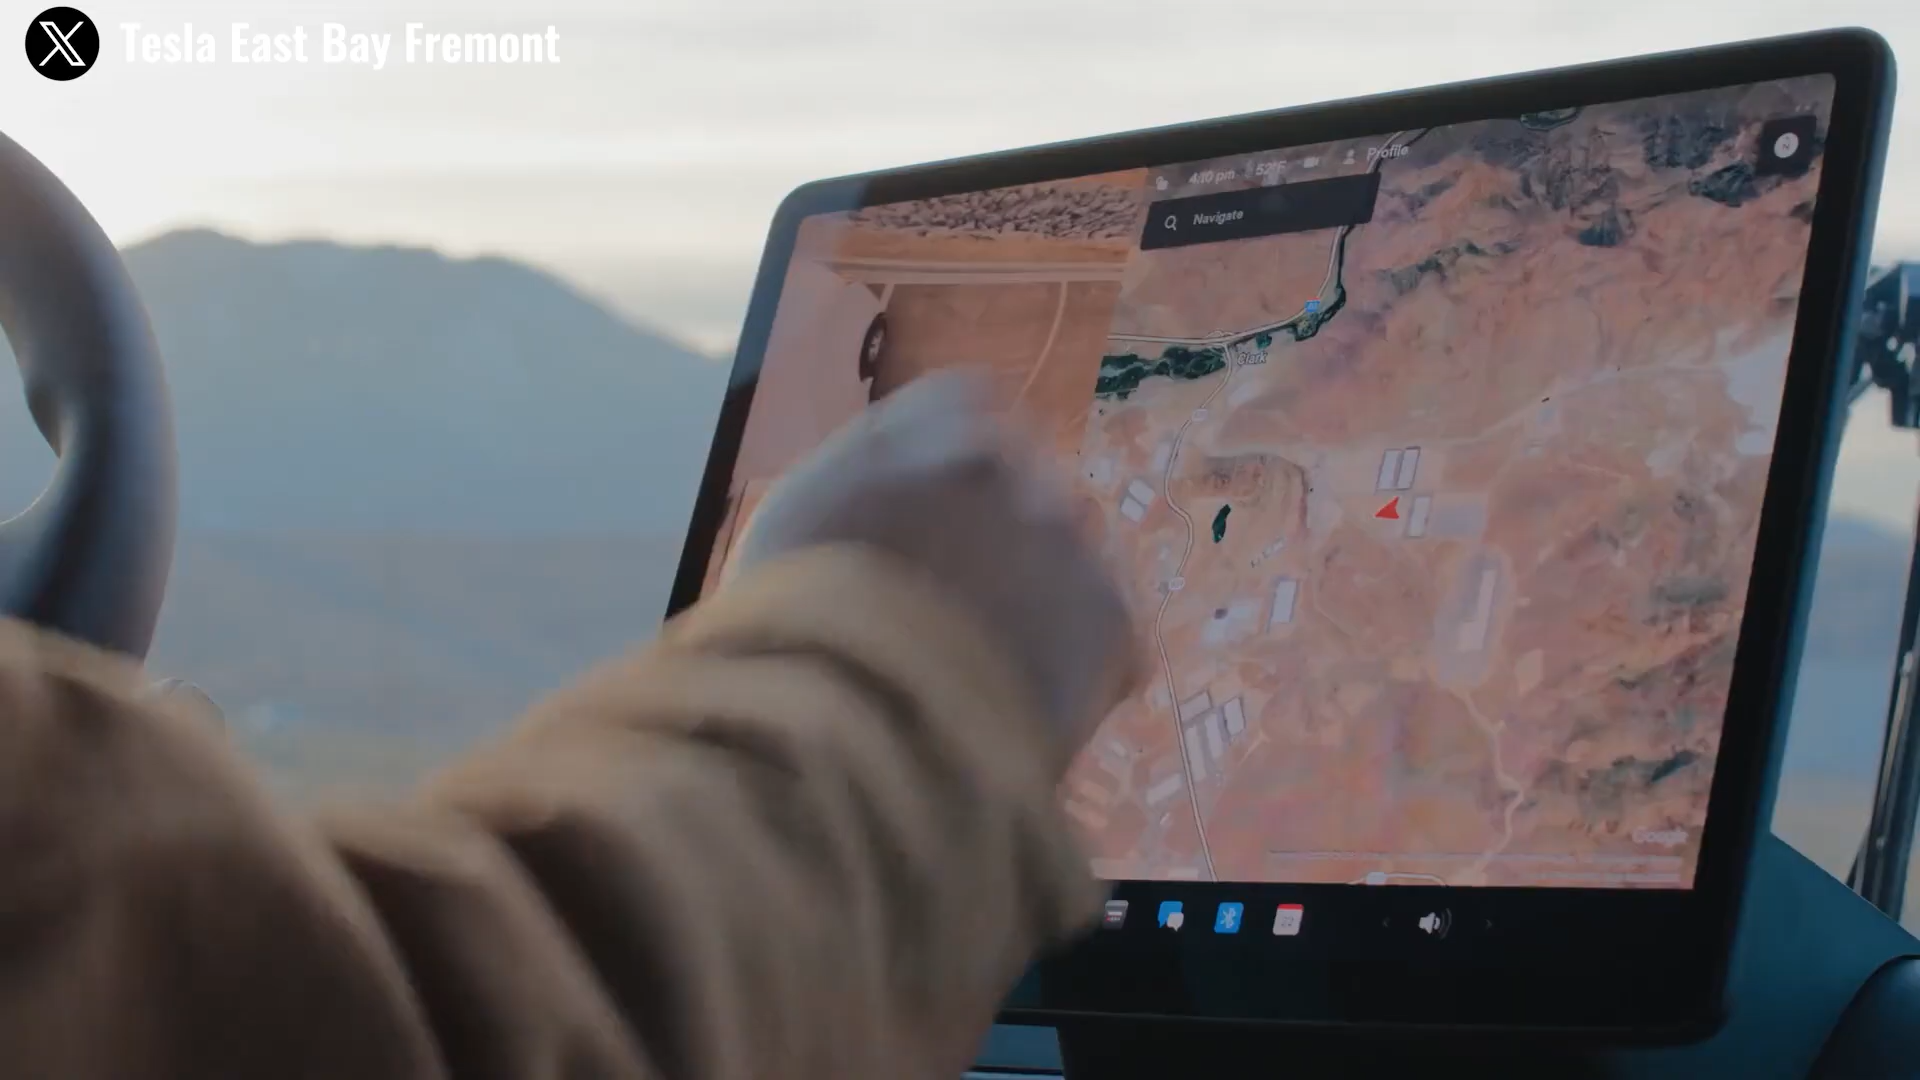 Tesla East Bay Fremont
4:10 pm 52°F Profile
Navigate
Clark
Google